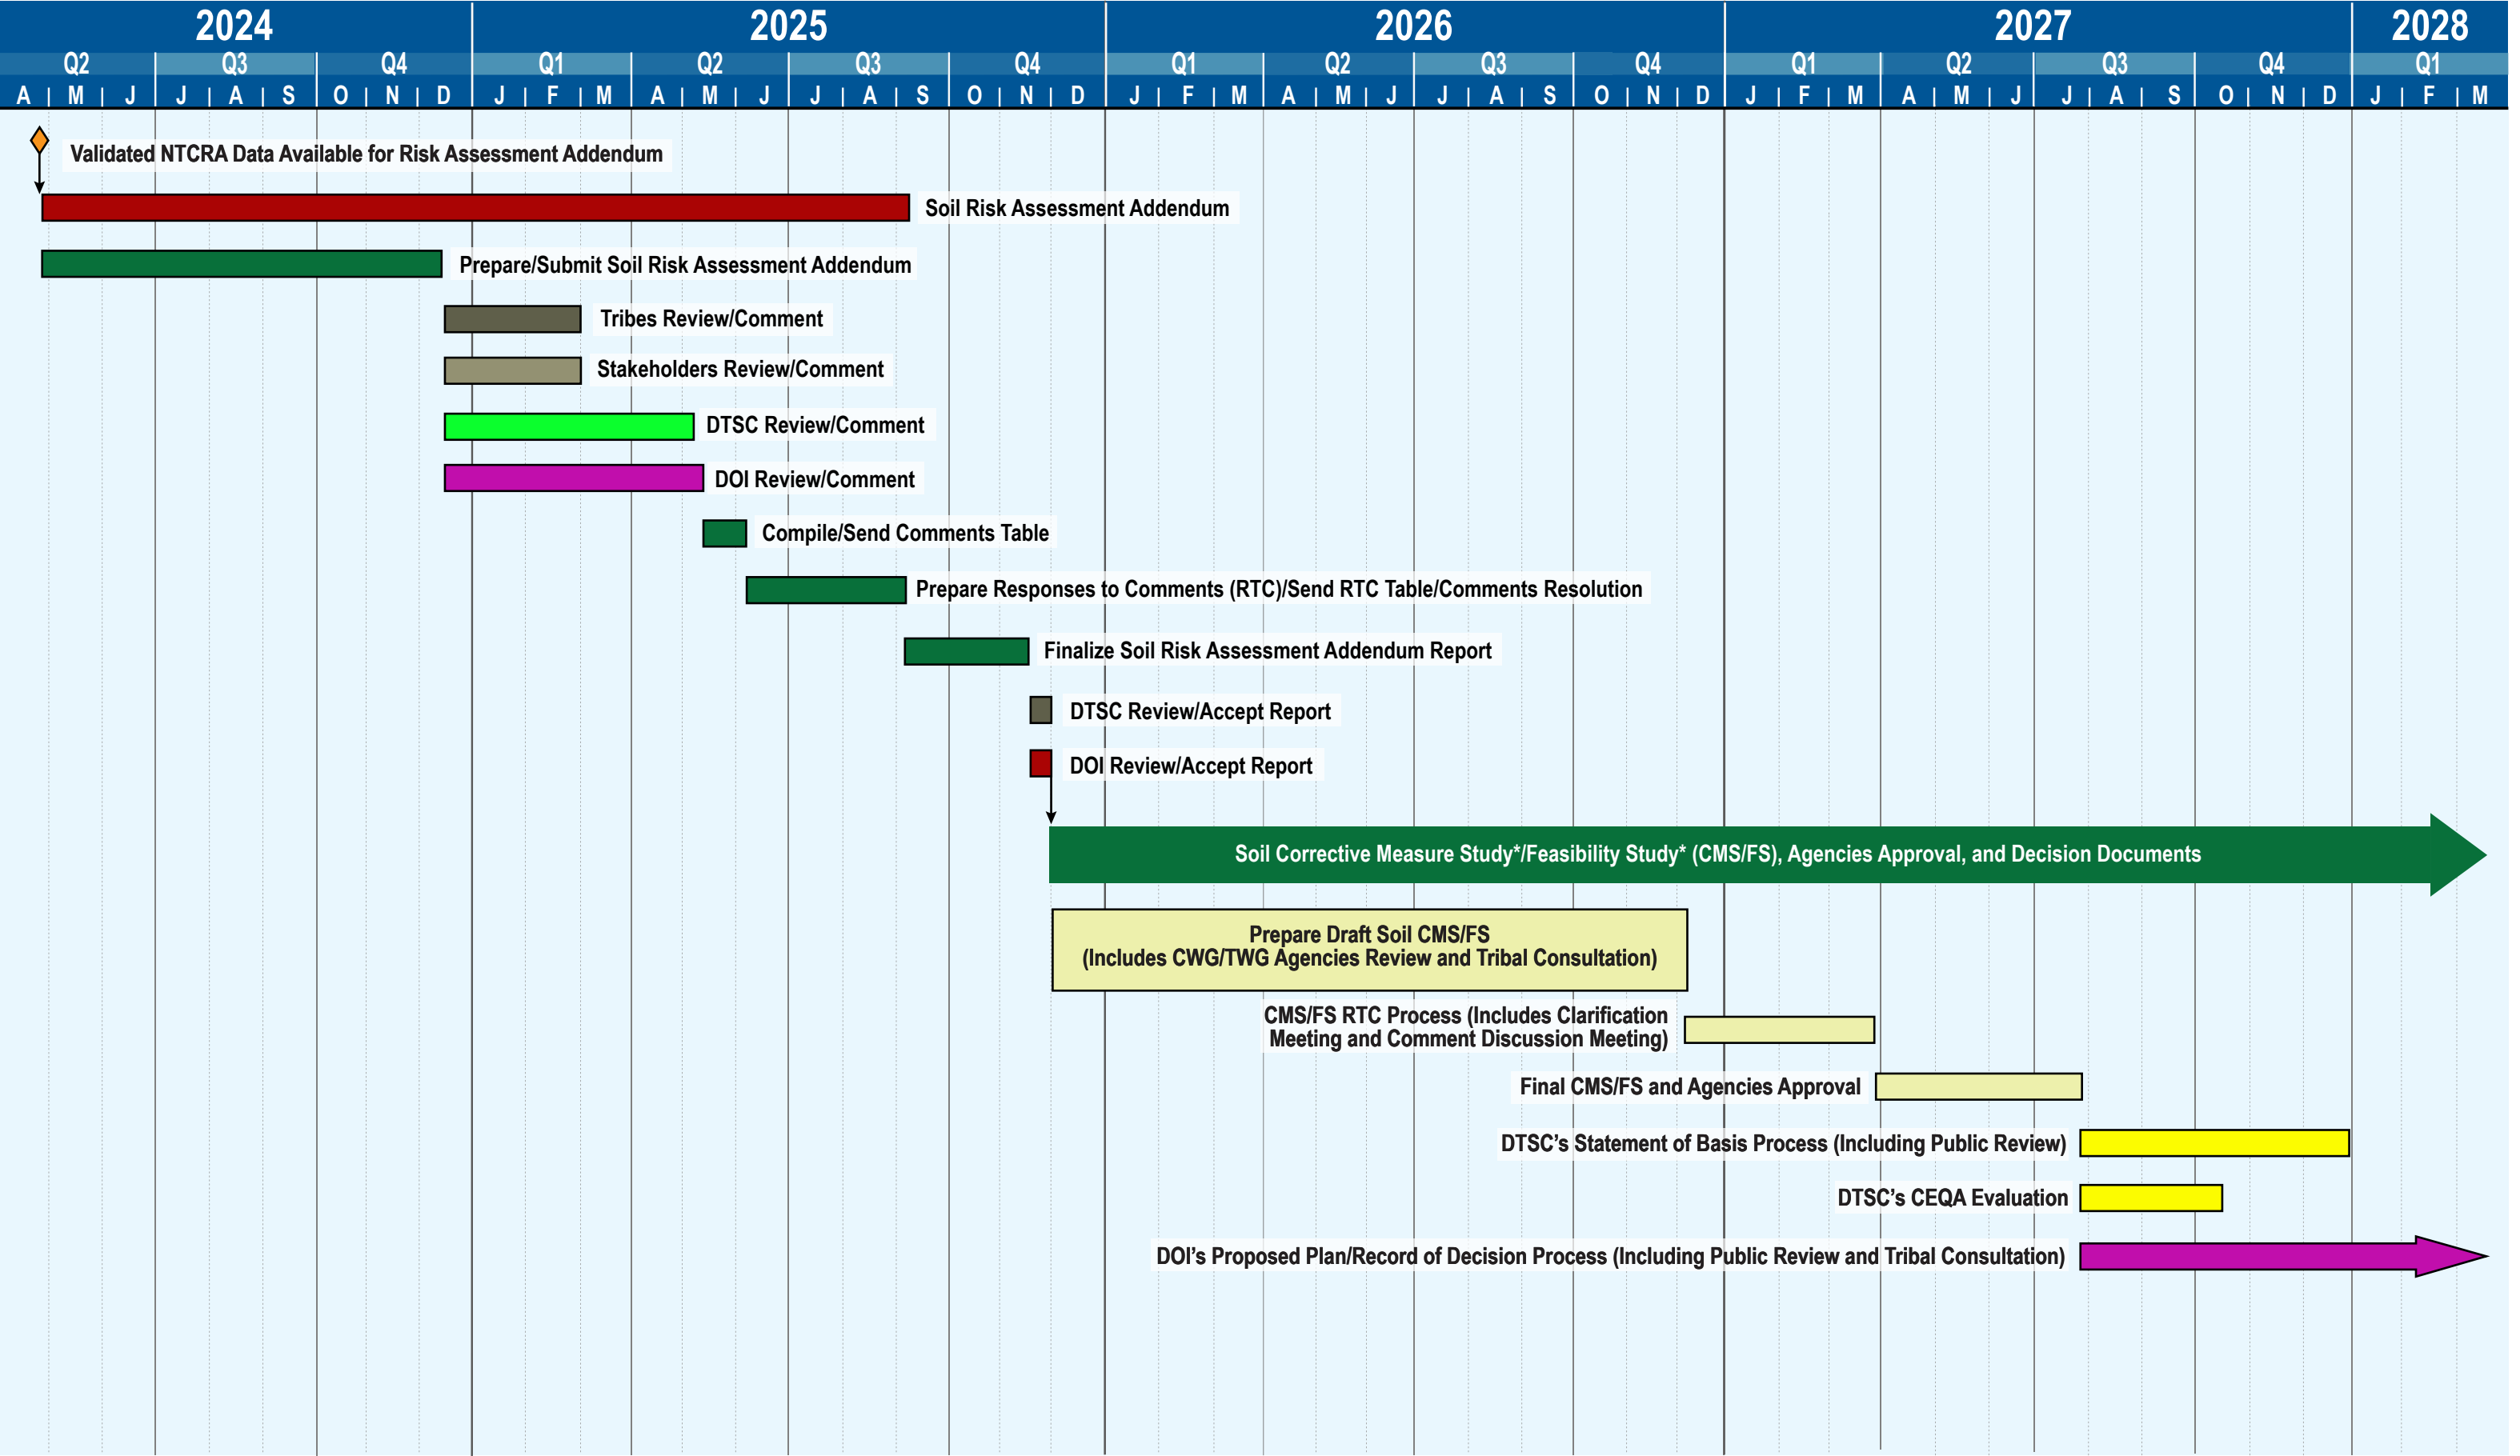 2024 2025 2026 2027 2028
Q2 Q3 Q4 Q1 Q2 Q3 Q4 Q1 Q2 Q3 Q4 Q1 Q2 Q3 Q4 Q1
A M J J A S O N D J F M A M J J A S O N D J F M A M J J A S O N D J F M A M J J A S O N D J F M
Validated NTCRA Data Available for Risk Assessment Addendum
Soil Risk Assessment Addendum
Prepare/Submit Soil Risk Assessment Addendum
Tribes Review/Comment
Stakeholders Review/Comment
DTSC Review/Comment
DOI Review/Comment
Compile/Send Comments Table
Prepare Responses to Comments (RTC)/Send RTC Table/Comments Resolution
Finalize Soil Risk Assessment Addendum Report
DTSC Review/Accept Report
DOI Review/Accept Report
Soil Corrective Measure Study*/Feasibility Study* (CMS/FS), Agencies Approval, and Decision Documents
Prepare Draft Soil CMS/FS
(Includes CWG/TWG Agencies Review and Tribal Consultation)
CMS/FS RTC Process (Includes Clarification
Meeting and Comment Discussion Meeting)
Final CMS/FS and Agencies Approval
DTSC’s Statement of Basis Process (Including Public Review)
DTSC’s CEQA Evaluation
DOI’s Proposed Plan/Record of Decision Process (Including Public Review and Tribal Consultation)